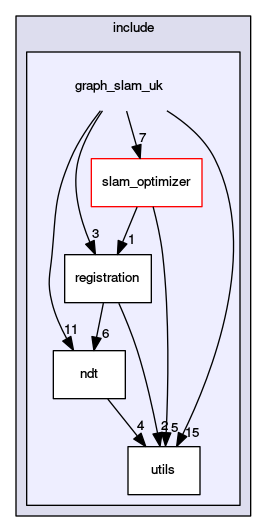 include
graph_slam_uk
7
slam_optimizer
3
1
registration
11
6
ndt
4
2
5
15
utils